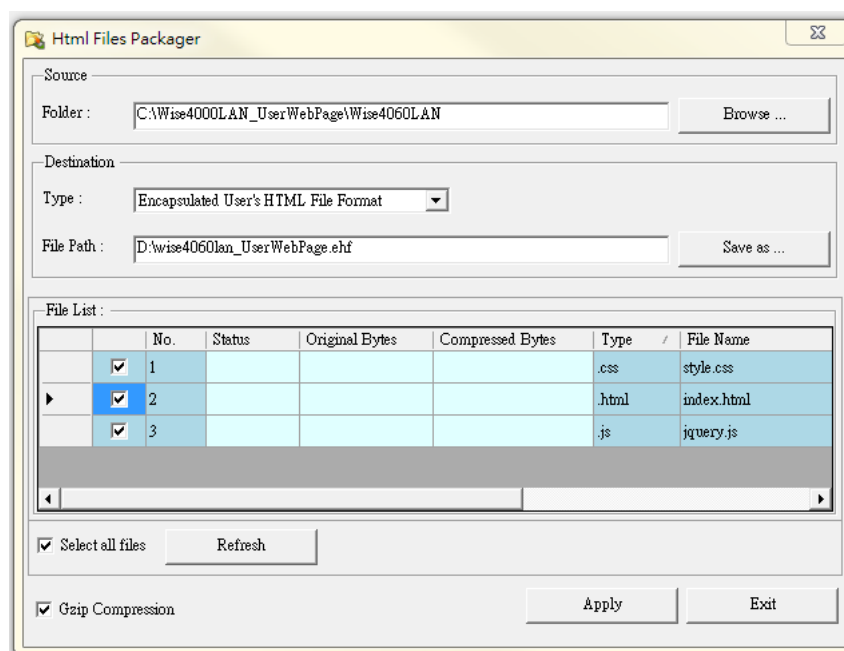 Html Files Packager
Source
Folder : C:\Wise4000LAN_UserWebPage\Wise4060LAN Browse ...
Destination
Type : Encapsulated User's HTML File Format
File Path : D:\wise4060lan_UserWebPage.ehf Save as ...
File List :
No. Status Original Bytes Compressed Bytes Type / File Name
1 .css style.css
2 .html index.html
3 .js jquery.js
Select all files Refresh
Gzip Compression Apply Exit